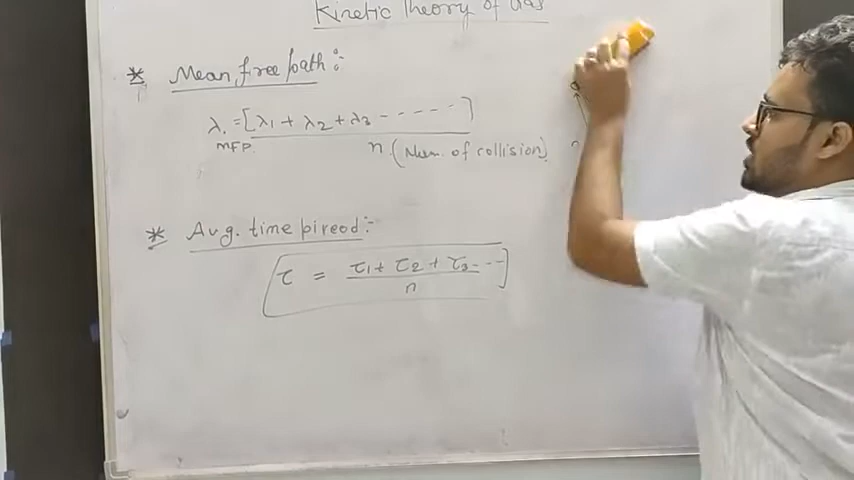 Kinetic Theory of Gas
* Mean free path :-
λ. = [λ1 + λ2 + λ3 - - - - - -]
MFP. n. (Num. of collision).
* Avg. time pireod :-
τ = τ1 + τ2 + τ3 - - -
n